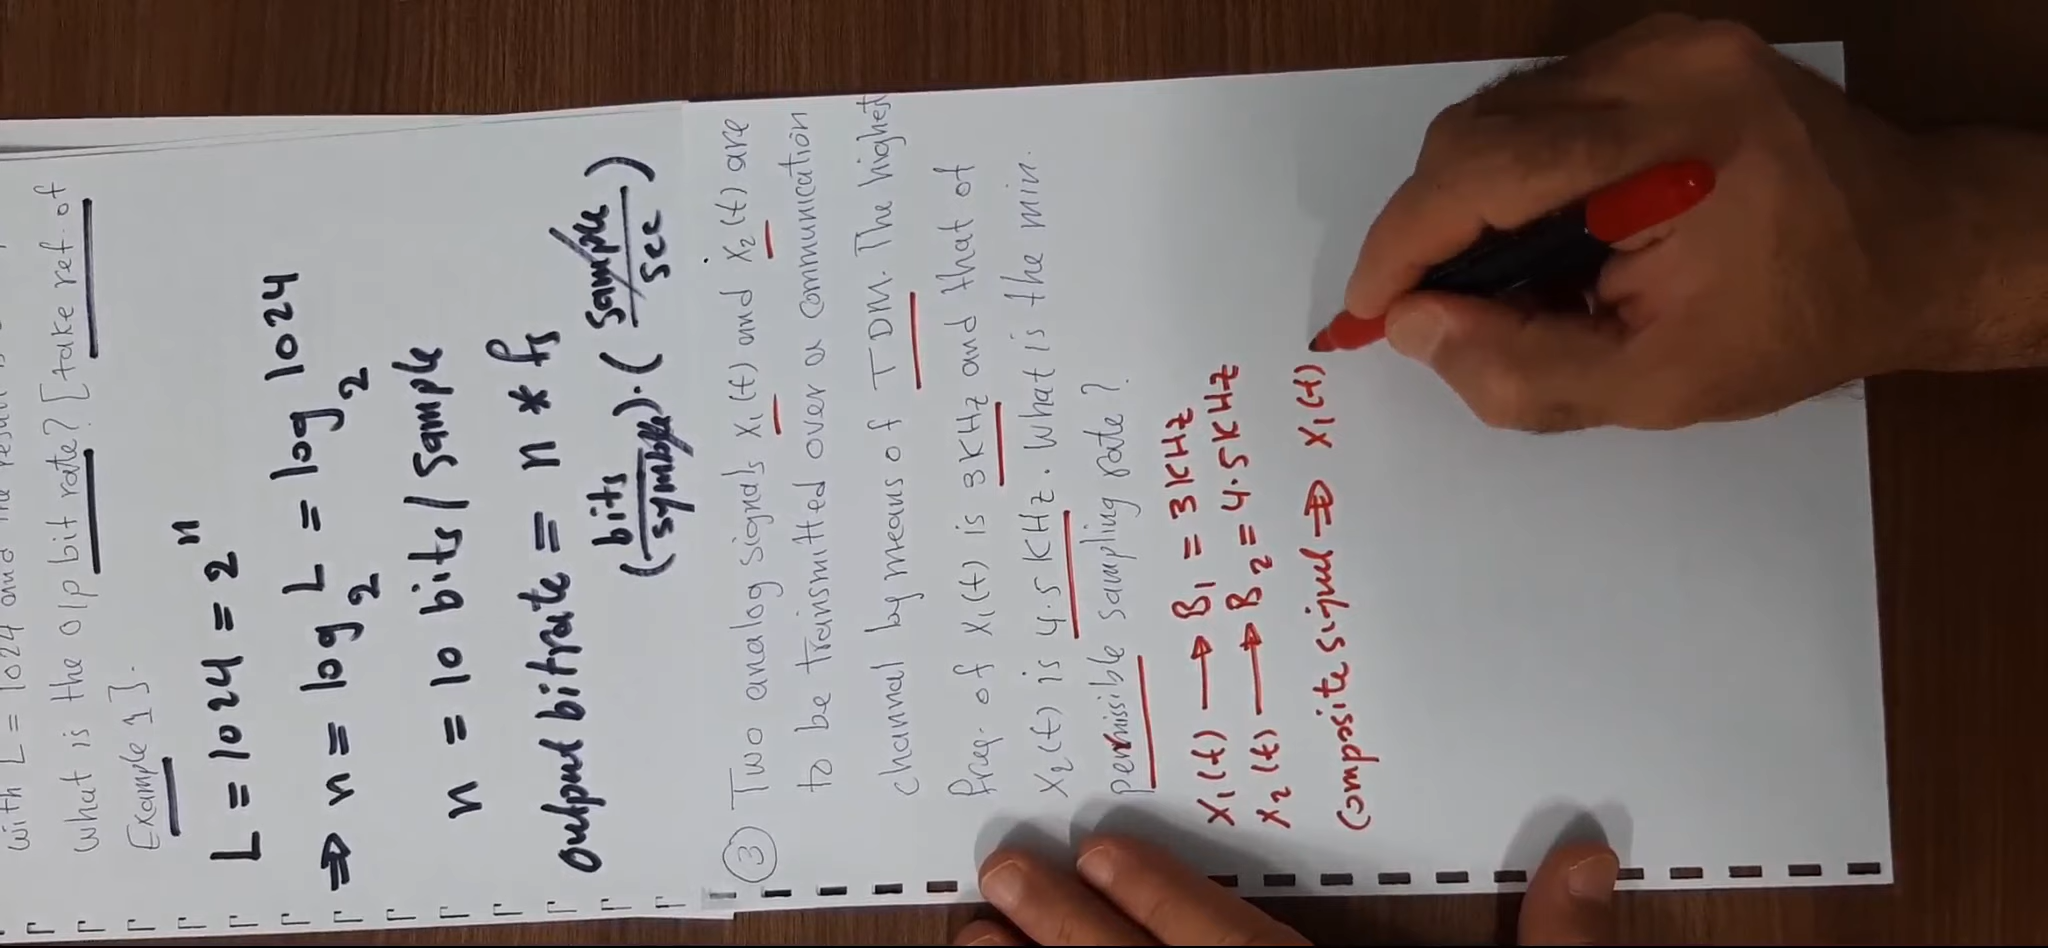 with L = 1024 and the result
what is the o/p bit rate? [take ref. of
Example 1].
L = 1024 = 2^n
⇒ n = log₂ L = log₂ 1024
n = 10 bits / sample
output bitrate = n * fs
(bits/symbol) . (sample/sec)
③ Two analog signals x₁(t) and x₂(t) are
to be transmitted over a communication
channel by means of TDM. The highest
freq. of x₁(t) is 3KHz and that of
x₂(t) is 4.5KHz. What is the min.
permissible sampling rate?
x₁(t) → B₁ = 3KHz
x₂(t) → B₂ = 4.5KHz
Composite signal ⇒ x₁(t)